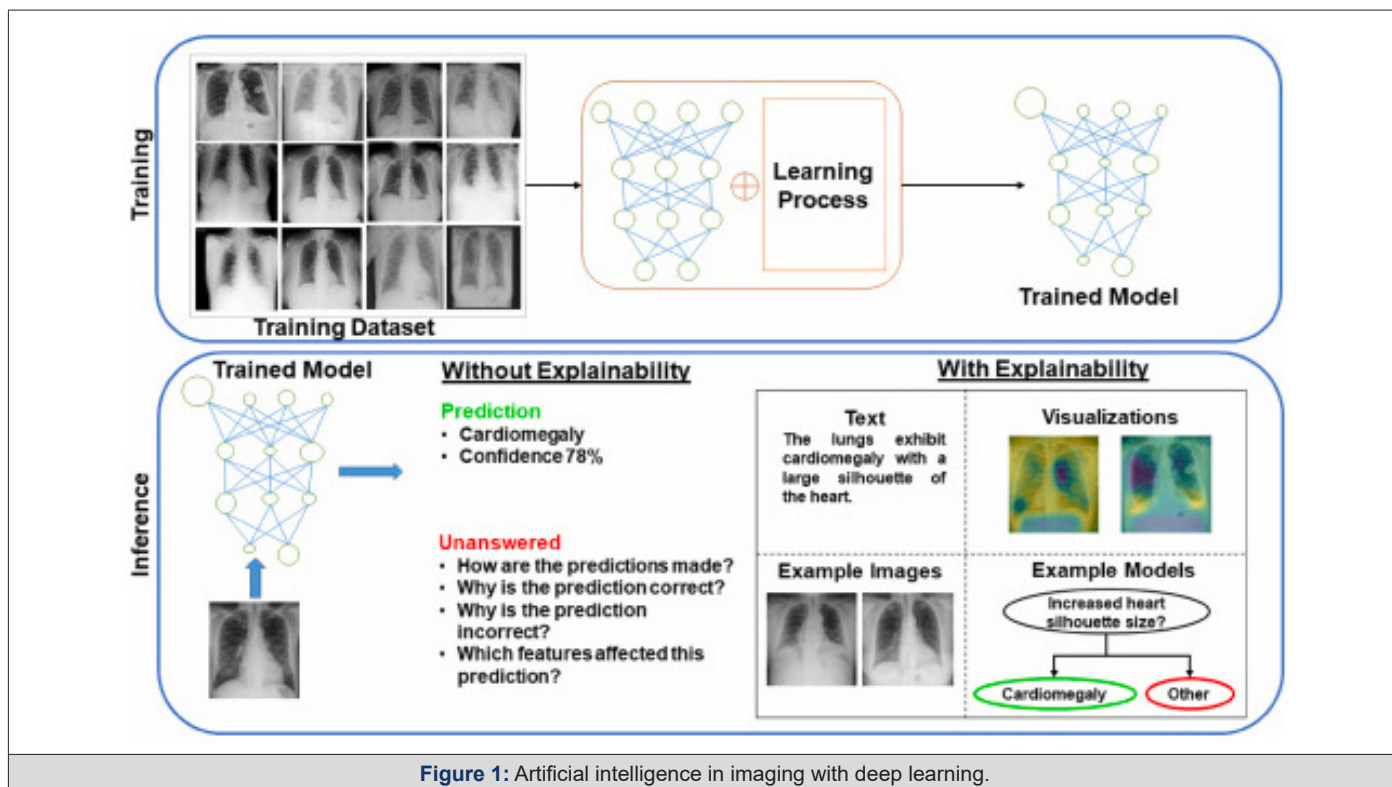 Training
Training Dataset
Learning
Process
Trained Model
Inference
Trained Model
Without Explainability
Prediction
• Cardiomegaly
• Confidence 78%
Unanswered
• How are the predictions made?
• Why is the prediction correct?
• Why is the prediction
incorrect?
• Which features affected this
prediction?
With Explainability
Text
The lungs exhibit
cardiomegaly with a
large silhouette of
the heart.
Visualizations
Example Images
Example Models
Increased heart
silhouette size?
Cardiomegaly
Other
Figure 1: Artificial intelligence in imaging with deep learning.